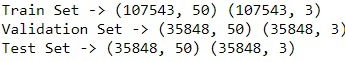 Train Set -> (107543, 50) (107543, 3)
Validation Set -> (35848, 50) (35848, 3)
Test Set -> (35848, 50) (35848, 3)